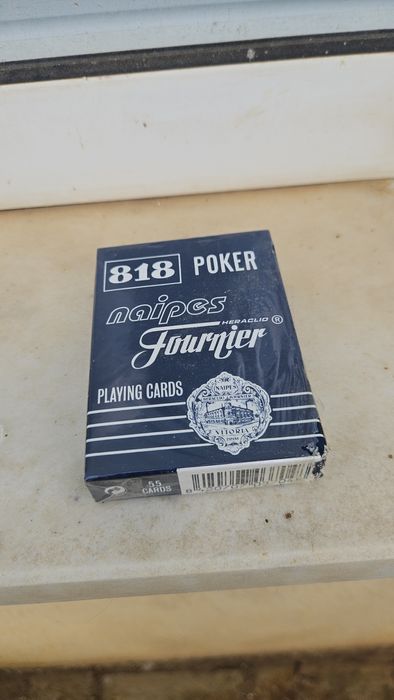 818 POKER
naipes
HERACLIO ®
Fournier
PLAYING CARDS
NAIPES
VITORIA
55
CARDS